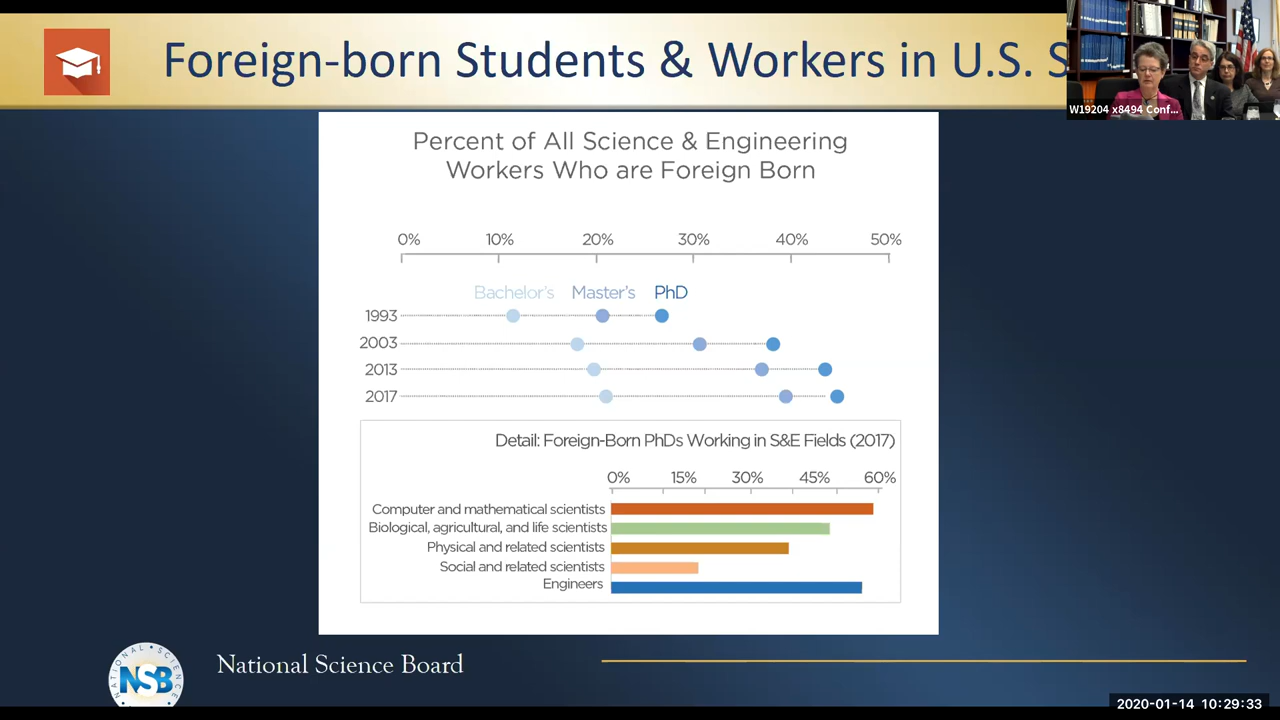 Foreign-born Students & Workers in U.S. S
W19204 x8494 Conf...
Percent of All Science & Engineering
Workers Who are Foreign Born
0% 10% 20% 30% 40% 50%
Bachelor's Master's PhD
1993
2003
2013
2017
Detail: Foreign-Born PhDs Working in S&E Fields (2017)
0% 15% 30% 45% 60%
Computer and mathematical scientists
Biological, agricultural, and life scientists
Physical and related scientists
Social and related scientists
Engineers
NATIONAL SCIENCE
NSB
National Science Board
2020-01-14 10:29:33